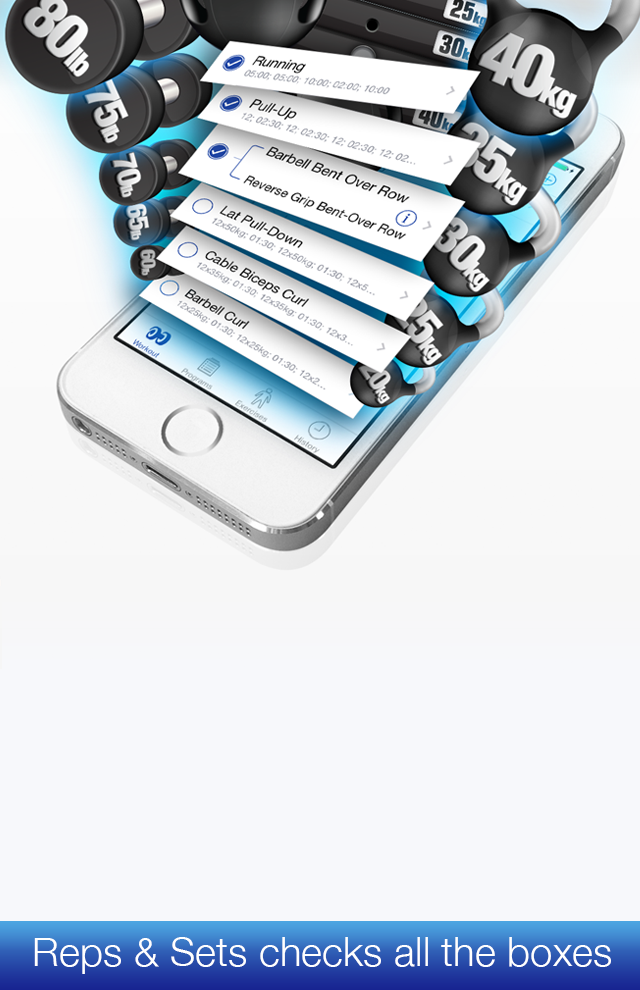 80lb
75lb
70lb
65lb
60lb
25kg
30k
40k
40kg
35kg
30kg
25kg
20kg
Running
05:00; 05:00; 10:00; 02:00; 10:00
Pull-Up
12; 02:30; 12; 02:30; 12; 02:30; 12; 02...
Barbell Bent Over Row
Reverse Grip Bent-Over Row
Lat Pull-Down
12x50kg; 01:30; 12x50kg; 01:30; 12x5...
Cable Biceps Curl
12x35kg; 01:30; 12x35kg; 01:30; 12x3...
Barbell Curl
12x25kg; 01:30; 12x25kg; 01:30; 12x2...
Workout
Programs
Exercises
History
Reps & Sets checks all the boxes